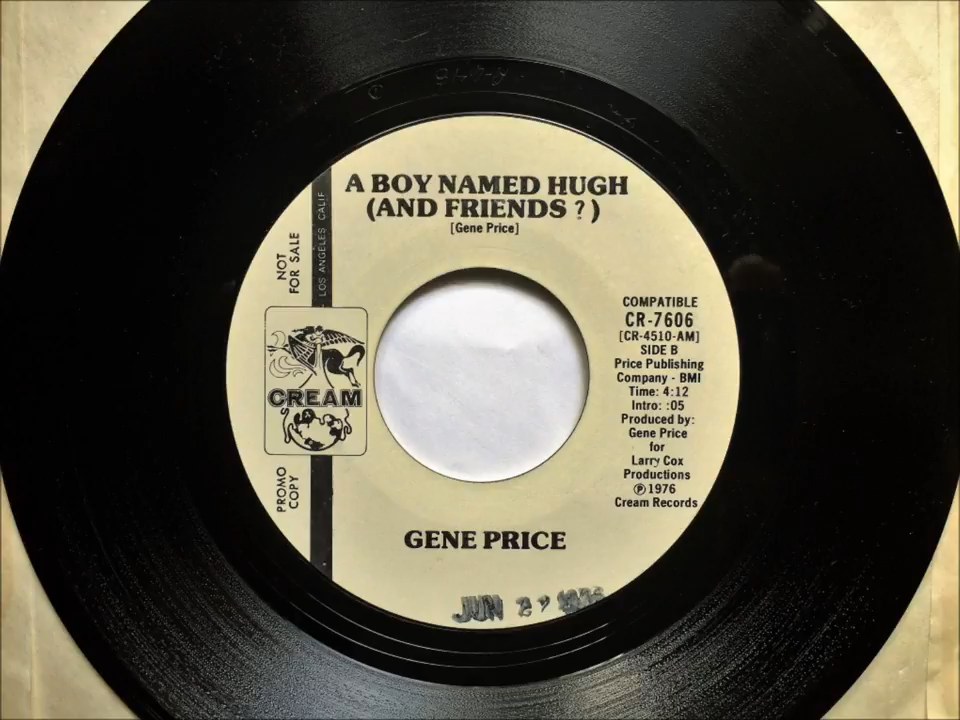 A BOY NAMED HUGH
(AND FRIENDS ? )
[Gene Price]
LOS ANGELES CALIF
NOT
FOR SALE
CREAM
PROMO
COPY
COMPATIBLE
CR-7606
[CR-4510-AM]
SIDE B
Price Publishing
Company - BMI
Time: 4:12
Intro: :05
Produced by:
Gene Price
for
Larry Cox
Productions
Ⓟ 1976
Cream Records
GENE PRICE
JUN